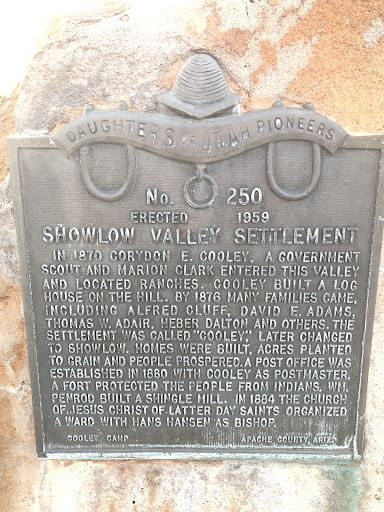 DAUGHTERS OF UTAH PIONEERS
No. 250
ERECTED 1959
SHOWLOW VALLEY SETTLEMENT
IN 1870 CORYDON E. COOLEY, A GOVERNMENT
SCOUT AND MARION CLARK ENTERED THIS VALLEY
AND LOCATED RANCHES. COOLEY BUILT A LOG
HOUSE ON THE HILL. BY 1876 MANY FAMILIES CAME,
INCLUDING ALFRED CLUFF, DAVID E. ADAMS,
THOMAS W. ADAIR, HEBER DALTON AND OTHERS. THE
SETTLEMENT WAS CALLED "COOLEY," LATER CHANGED
TO SHOWLOW. HOMES WERE BUILT, ACRES PLANTED
TO GRAIN AND PEOPLE PROSPERED. A POST OFFICE WAS
ESTABLISHED IN 1880 WITH COOLEY AS POSTMASTER.
A FORT PROTECTED THE PEOPLE FROM INDIANS. WM.
PENROD BUILT A SHINGLE MILL. IN 1884 THE CHURCH
OF JESUS CHRIST OF LATTER DAY SAINTS ORGANIZED
A WARD WITH HANS HANSEN AS BISHOP.
COOLEY CAMP APACHE COUNTY, ARIZ.